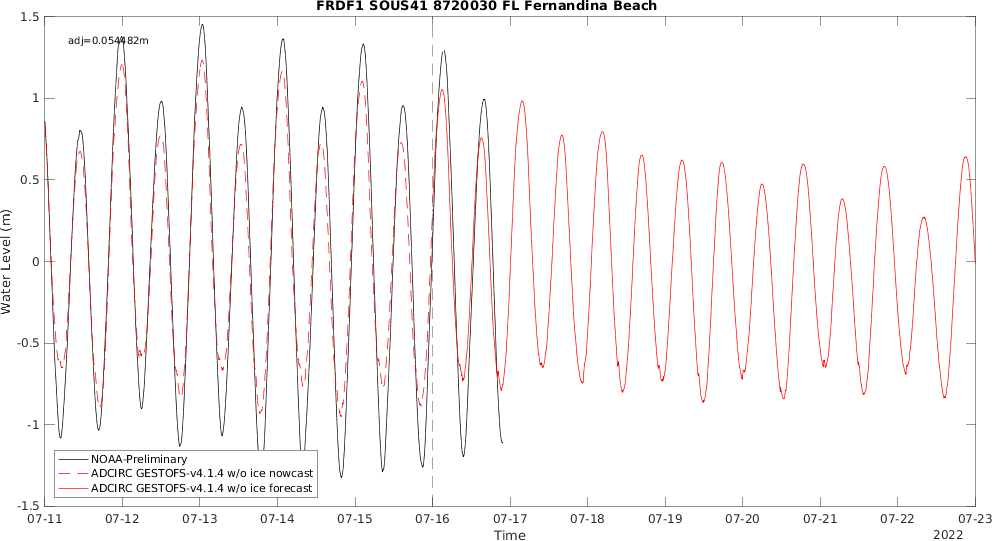 FRDF1 SOUS41 8720030 FL Fernandina Beach
adj=0.054482m
1.5
1
0.5
0
-0.5
-1
-1.5
Water Level (m)
NOAA-Preliminary
ADCIRC GESTOFS-v4.1.4 w/o ice nowcast
ADCIRC GESTOFS-v4.1.4 w/o ice forecast
07-11 07-12 07-13 07-14 07-15 07-16 07-17 07-18 07-19 07-20 07-21 07-22 07-23
Time
2022